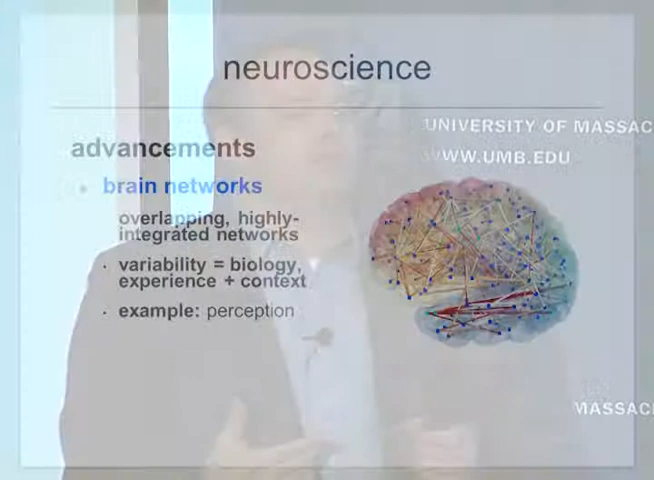 neuroscience
UNIVERSITY OF MASSAC
WWW.UMB.EDU
advancements
• brain networks
overlapping, highly-
integrated networks
· variability = biology,
experience + context
· example: perception
MASSAC